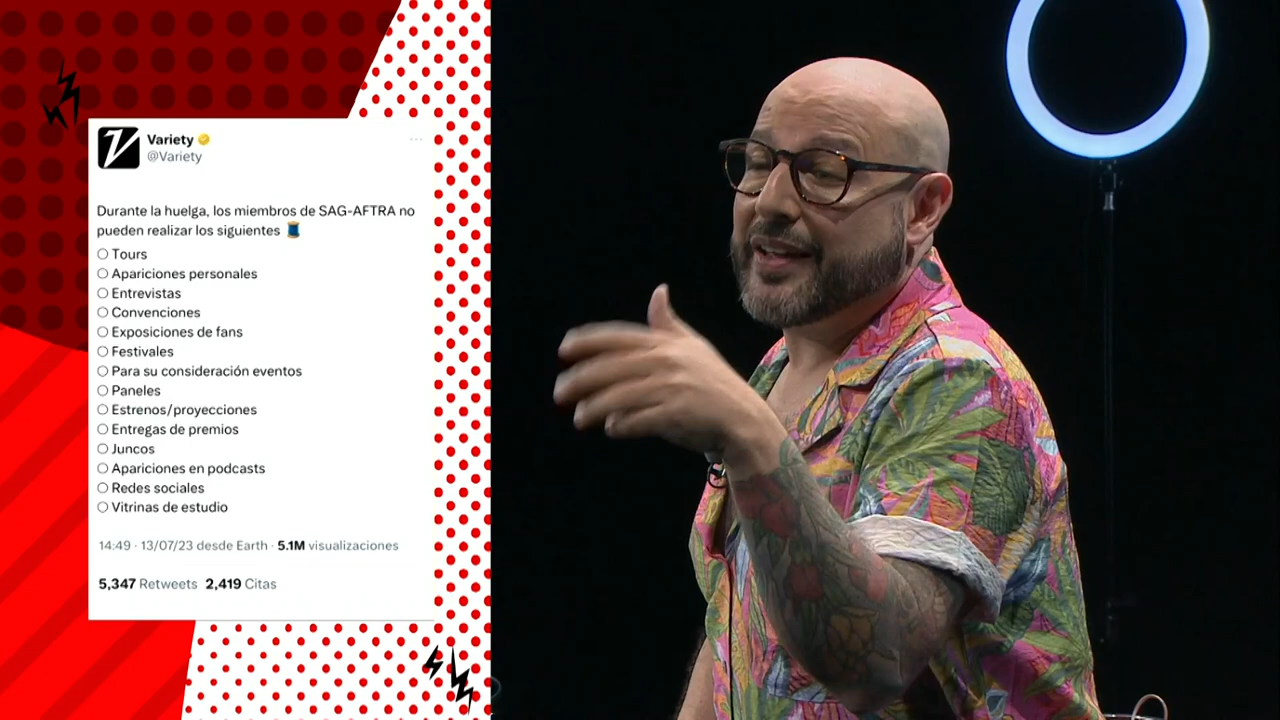 Variety
@Variety
Durante la huelga, los miembros de SAG-AFTRA no
pueden realizar los siguientes
Tours
Apariciones personales
Entrevistas
Convenciones
Exposiciones de fans
Festivales
Para su consideración eventos
Paneles
Estrenos/proyecciones
Entregas de premios
Juncos
Apariciones en podcasts
Redes sociales
Vitrinas de estudio
14:49 · 13/07/23 desde Earth · 5.1M visualizaciones
5,347 Retweets 2,419 Citas